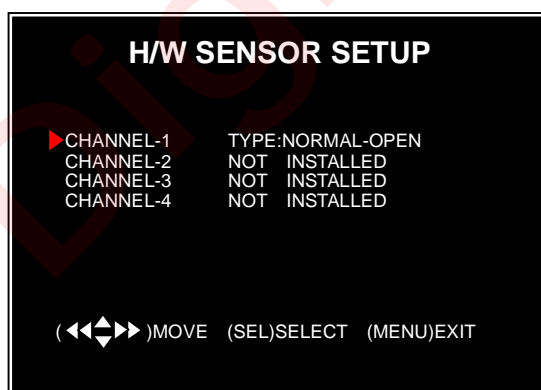 H/W SENSOR SETUP
CHANNEL-1 TYPE:NORMAL-OPEN
CHANNEL-2 NOT INSTALLED
CHANNEL-3 NOT INSTALLED
CHANNEL-4 NOT INSTALLED
( )MOVE (SEL)SELECT (MENU)EXIT